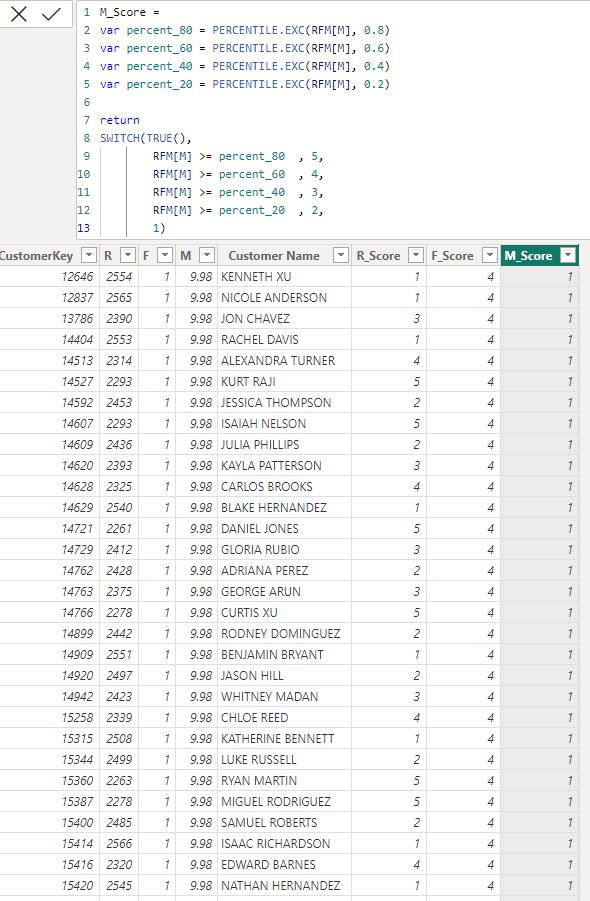 1 M_Score =
2 var percent_80 = PERCENTILE.EXC(RFM[M], 0.8)
3 var percent_60 = PERCENTILE.EXC(RFM[M], 0.6)
4 var percent_40 = PERCENTILE.EXC(RFM[M], 0.4)
5 var percent_20 = PERCENTILE.EXC(RFM[M], 0.2)
6
7 return
8 SWITCH(TRUE(),
9 RFM[M] >= percent_80 , 5,
10 RFM[M] >= percent_60 , 4,
11 RFM[M] >= percent_40 , 3,
12 RFM[M] >= percent_20 , 2,
13 1)
CustomerKey R F M Customer Name R_Score F_Score M_Score
12646 2554 1 9.98 KENNETH XU 1 4 1
12837 2565 1 9.98 NICOLE ANDERSON 1 4 1
13786 2390 1 9.98 JON CHAVEZ 3 4 1
14404 2553 1 9.98 RACHEL DAVIS 1 4 1
14513 2314 1 9.98 ALEXANDRA TURNER 4 4 1
14527 2293 1 9.98 KURT RAJI 5 4 1
14592 2453 1 9.98 JESSICA THOMPSON 2 4 1
14607 2293 1 9.98 ISAIAH NELSON 5 4 1
14609 2436 1 9.98 JULIA PHILLIPS 2 4 1
14620 2393 1 9.98 KAYLA PATTERSON 3 4 1
14628 2325 1 9.98 CARLOS BROOKS 4 4 1
14629 2540 1 9.98 BLAKE HERNANDEZ 1 4 1
14721 2261 1 9.98 DANIEL JONES 5 4 1
14729 2412 1 9.98 GLORIA RUBIO 3 4 1
14762 2428 1 9.98 ADRIANA PEREZ 2 4 1
14763 2375 1 9.98 GEORGE ARUN 3 4 1
14766 2278 1 9.98 CURTIS XU 5 4 1
14899 2442 1 9.98 RODNEY DOMINGUEZ 2 4 1
14909 2551 1 9.98 BENJAMIN BRYANT 1 4 1
14920 2497 1 9.98 JASON HILL 2 4 1
14942 2423 1 9.98 WHITNEY MADAN 3 4 1
15258 2339 1 9.98 CHLOE REED 4 4 1
15315 2508 1 9.98 KATHERINE BENNETT 1 4 1
15344 2499 1 9.98 LUKE RUSSELL 2 4 1
15360 2263 1 9.98 RYAN MARTIN 5 4 1
15387 2278 1 9.98 MIGUEL RODRIGUEZ 5 4 1
15400 2485 1 9.98 SAMUEL ROBERTS 2 4 1
15414 2566 1 9.98 ISAAC RICHARDSON 1 4 1
15416 2320 1 9.98 EDWARD BARNES 4 4 1
15420 2545 1 9.98 NATHAN HERNANDEZ 1 4 1